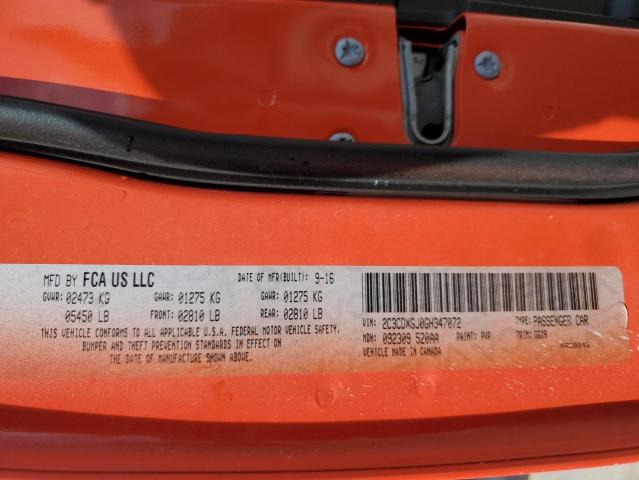 MFD BY FCA US LLC
DATE OF MFR(BUILT): 9-16
GVWR: 02473 KG GAWR: 01275 KG GAWR: 01275 KG
05450 LB FRONT: 02810 LB REAR: 02810 LB
THIS VEHICLE CONFORMS TO ALL APPLICABLE U.S.A. FEDERAL MOTOR VEHICLE SAFETY,
BUMPER AND THEFT PREVENTION STANDARDS IN EFFECT ON
THE DATE OF MANUFACTURE SHOWN ABOVE.
VIN: 2C3CDXGJ0GH347072 TYPE: PASSENGER CAR
MDH: 092309 520AA PAINT: PVP TRIM:
VEHICLE MADE IN CANADA